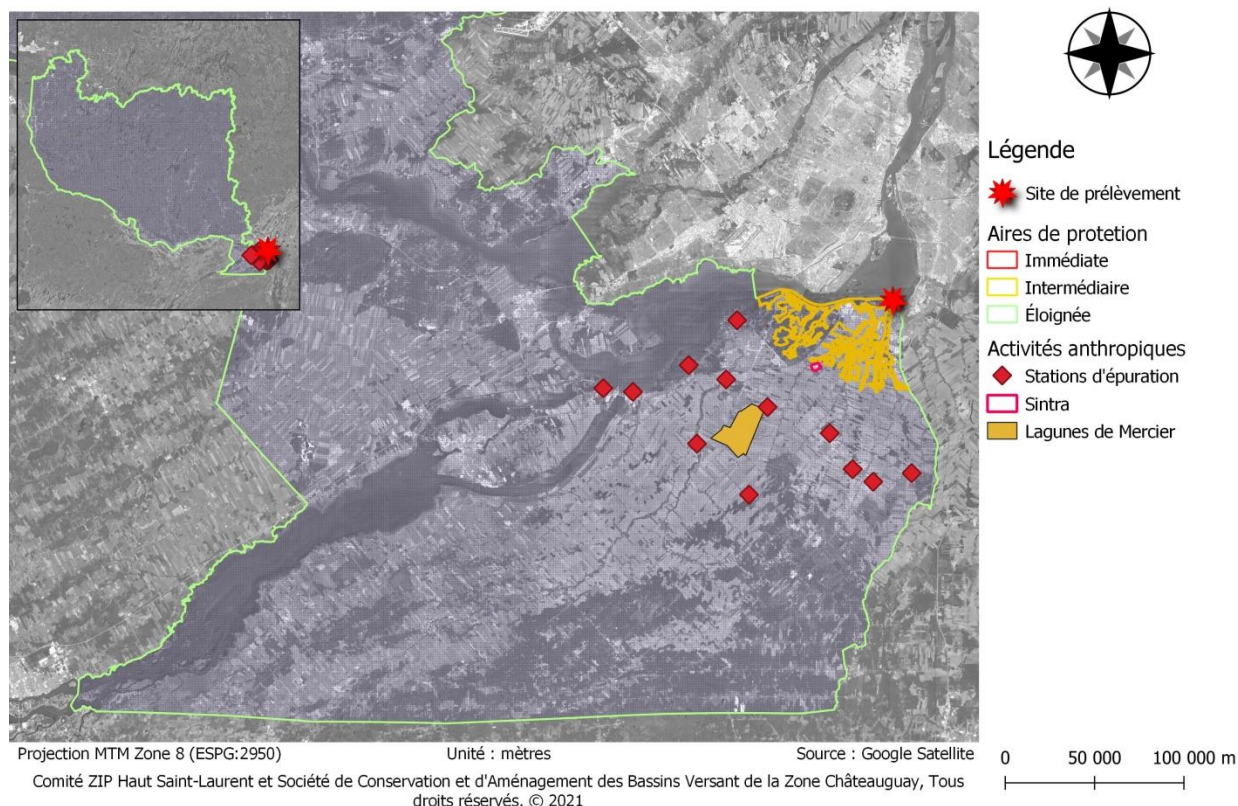 Légende
Site de prélèvement
Aires de protetion
Immédiate
Intermédiaire
Éloignée
Activités anthropiques
Stations d'épuration
Sintra
Lagunes de Mercier
Projection MTM Zone 8 (ESPG:2950)
Unité : mètres
Source : Google Satellite
0 50 000 100 000 m
Comité ZIP Haut Saint-Laurent et Société de Conservation et d'Aménagement des Bassins Versant de la Zone Châteauguay, Tous
droits réservés, © 2021